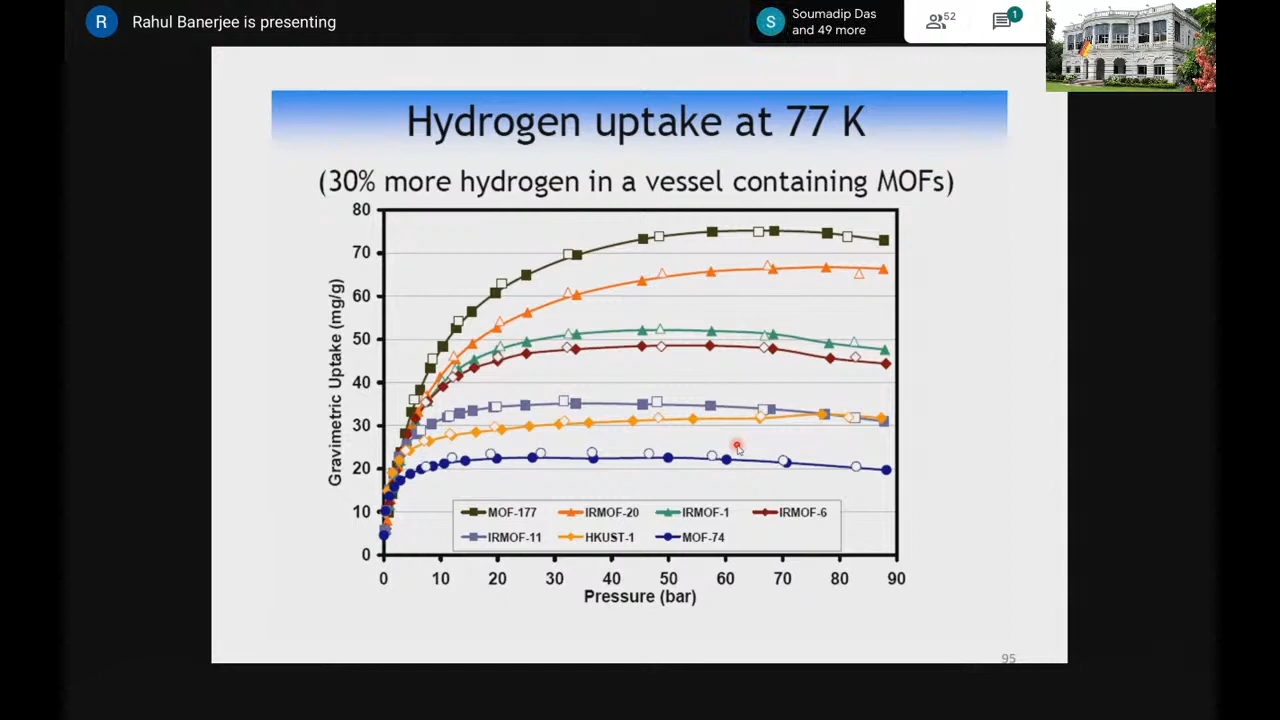 R
Rahul Banerjee is presenting
S
Soumadip Das
and 49 more
52
1
Hydrogen uptake at 77 K
(30% more hydrogen in a vessel containing MOFs)
80
70
60
50
40
30
20
10
0
Gravimetric Uptake (mg/g)
MOF-177 IRMOF-20 IRMOF-1 IRMOF-6
IRMOF-11 HKUST-1 MOF-74
0 10 20 30 40 50 60 70 80 90
Pressure (bar)
95